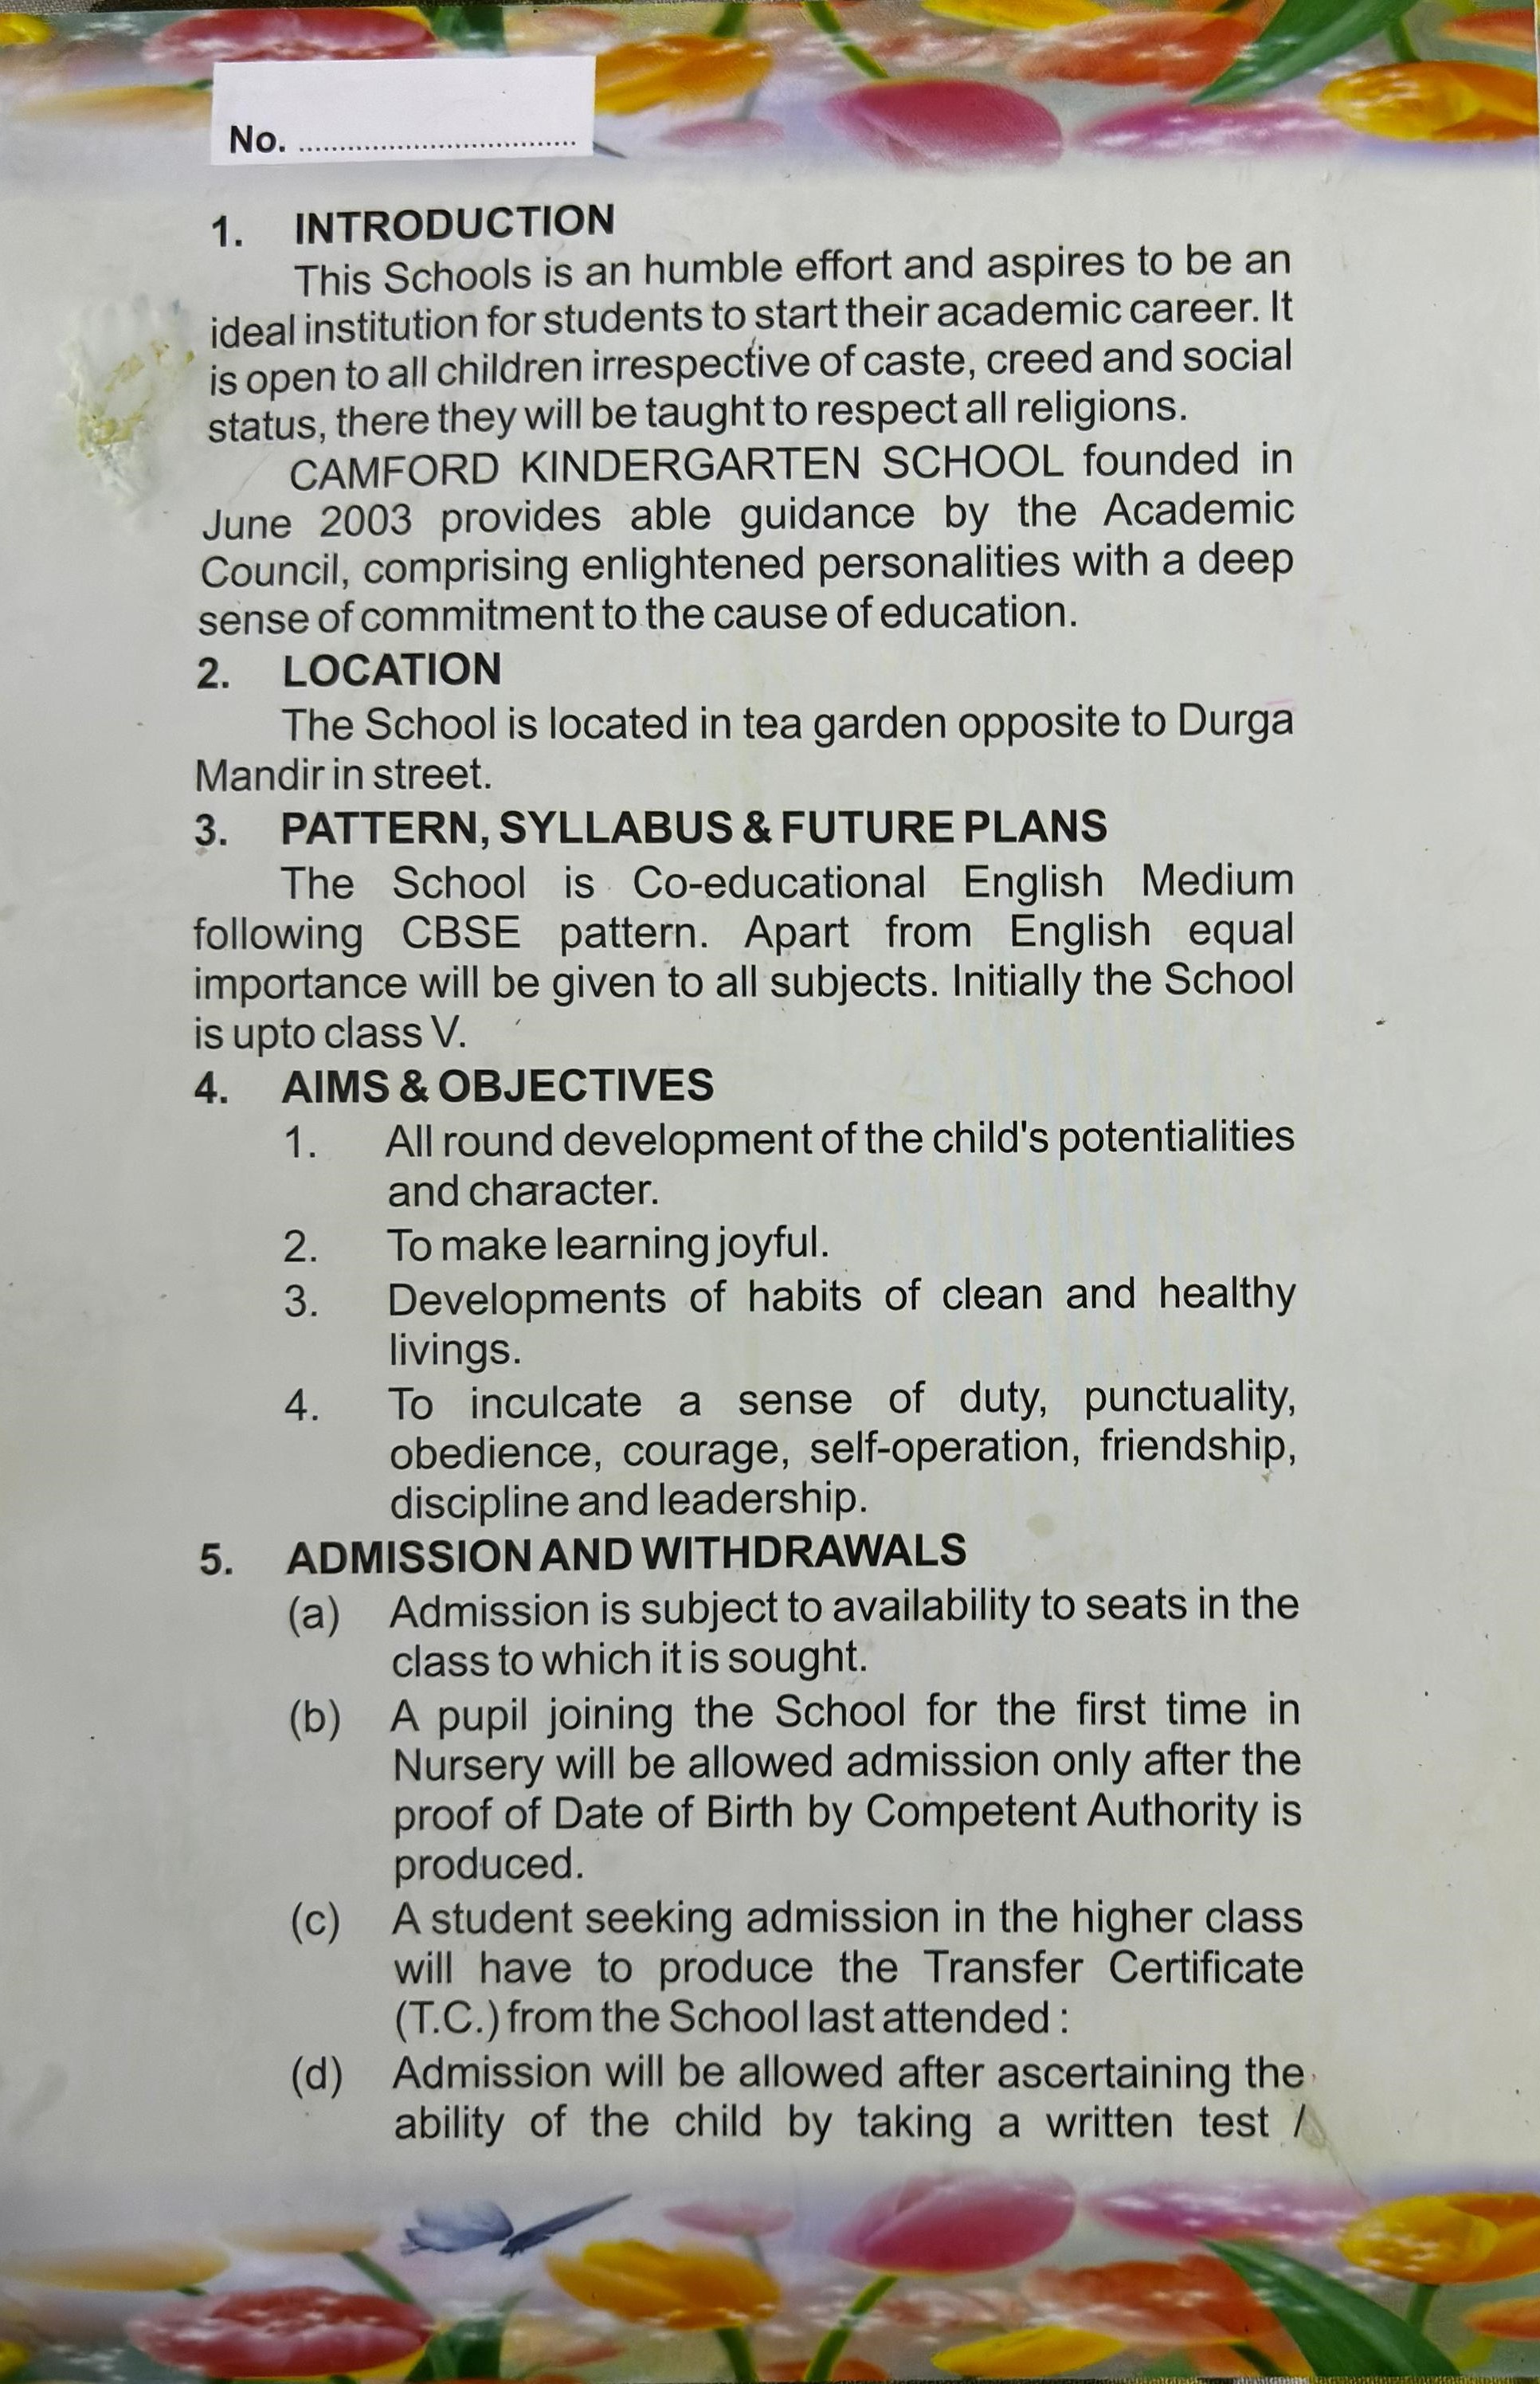 No. ................................
1. INTRODUCTION
This Schools is an humble effort and aspires to be an
ideal institution for students to start their academic career. It
is open to all children irrespective of caste, creed and social
status, there they will be taught to respect all religions.
CAMFORD KINDERGARTEN SCHOOL founded in
June 2003 provides able guidance by the Academic
Council, comprising enlightened personalities with a deep
sense of commitment to the cause of education.
2. LOCATION
The School is located in tea garden opposite to Durga
Mandir in street.
3. PATTERN, SYLLABUS & FUTURE PLANS
The School is Co-educational English Medium
following CBSE pattern. Apart from English equal
importance will be given to all subjects. Initially the School
is upto class V.
4. AIMS & OBJECTIVES
1. All round development of the child's potentialities
and character.
2. To make learning joyful.
3. Developments of habits of clean and healthy
livings.
4. To inculcate a sense of duty, punctuality,
obedience, courage, self-operation, friendship,
discipline and leadership.
5. ADMISSION AND WITHDRAWALS
(a) Admission is subject to availability to seats in the
class to which it is sought.
(b) A pupil joining the School for the first time in
Nursery will be allowed admission only after the
proof of Date of Birth by Competent Authority is
produced.
(c) A student seeking admission in the higher class
will have to produce the Transfer Certificate
(T.C.) from the School last attended :
(d) Admission will be allowed after ascertaining the
ability of the child by taking a written test /